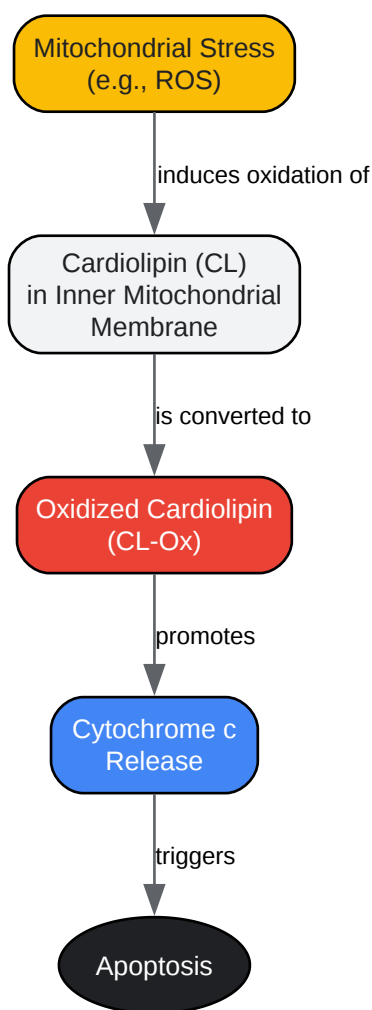 Mitochondrial Stress
(e.g., ROS)
induces oxidation of
Cardiolipin (CL)
in Inner Mitochondrial
Membrane
is converted to
Oxidized Cardiolipin
(CL-Ox)
promotes
Cytochrome c
Release
triggers
Apoptosis